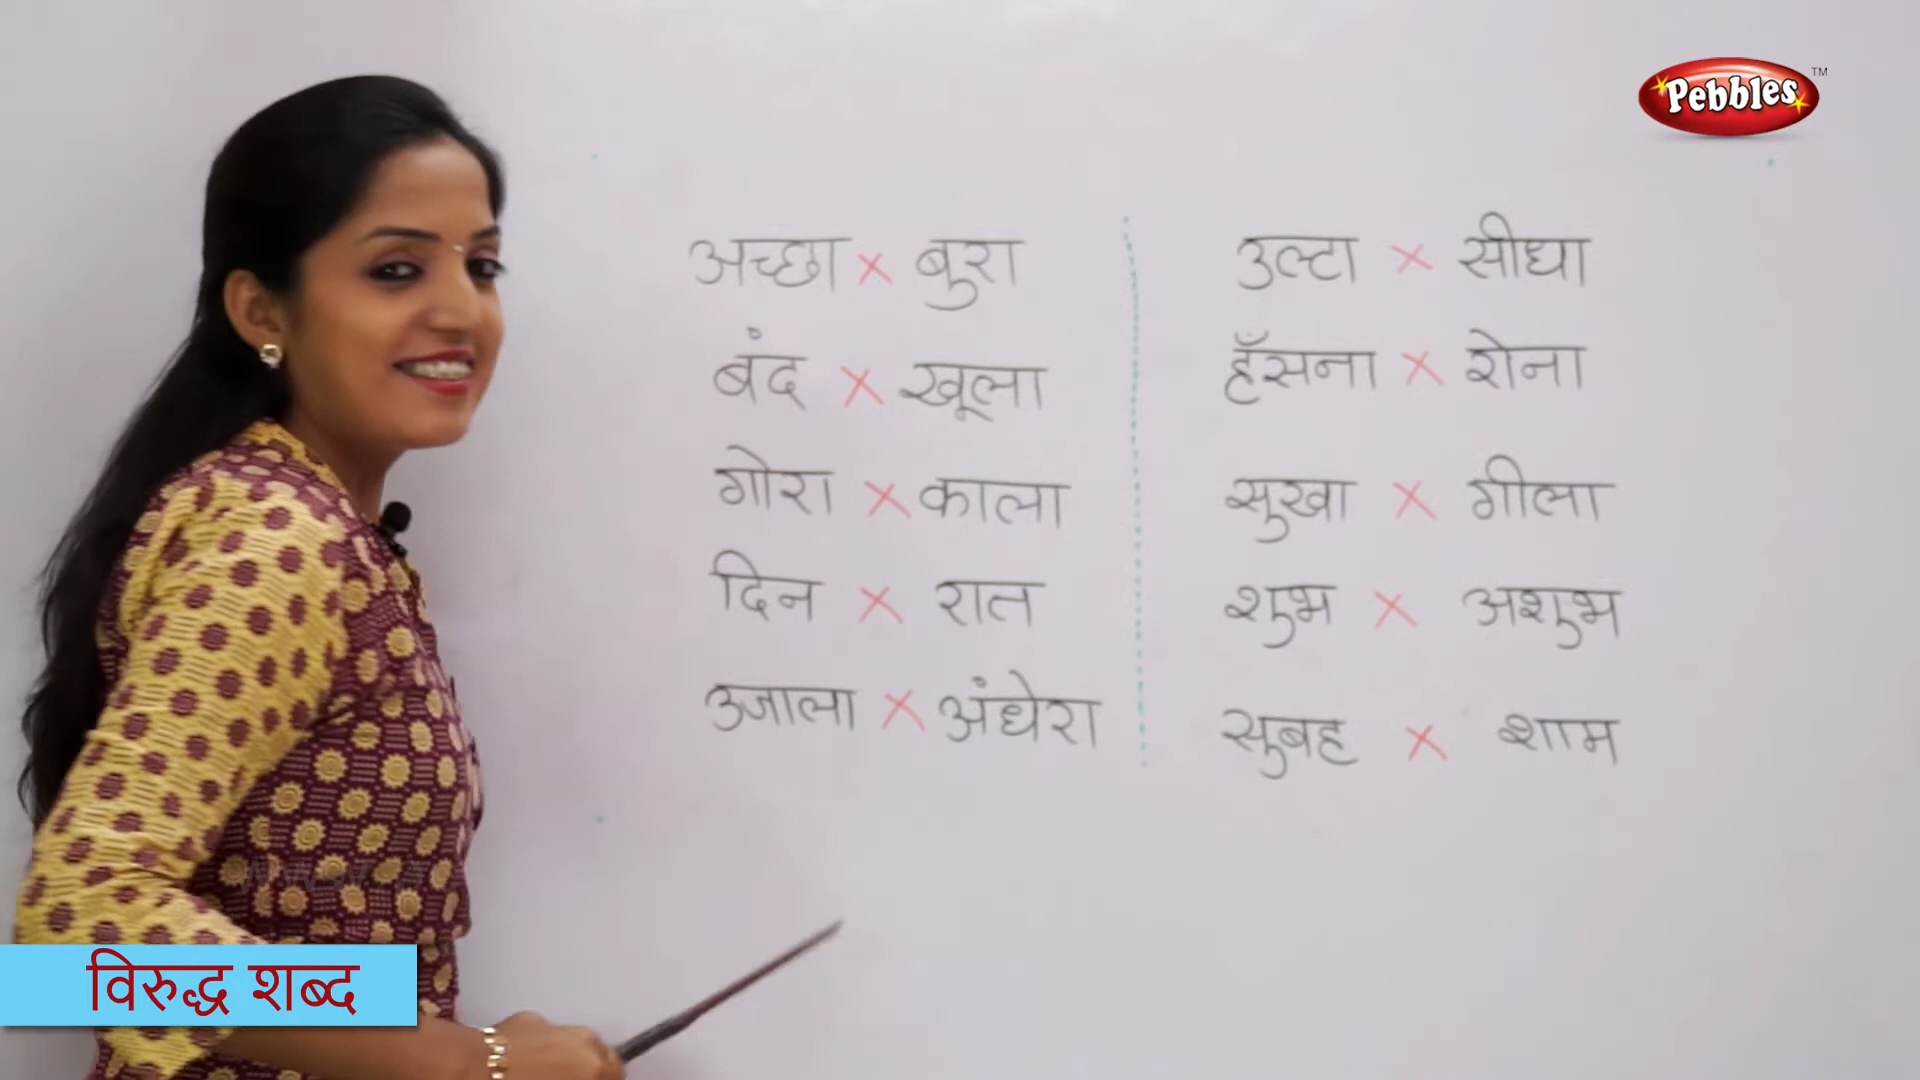 Pebbles TM
अच्छा × बुरा
बंद × खूला
गोरा × काला
दिन × रात
उजाला × अंधेरा
उल्टा × सीधा
हँसना × रोना
सुखा × गीला
शुभ × अशुभ
सुबह × शाम
विरुद्ध शब्द